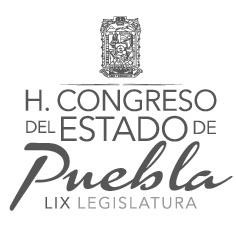 H. CONGRESO
DEL ESTADO DE
Puebla
LIX LEGISLATURA